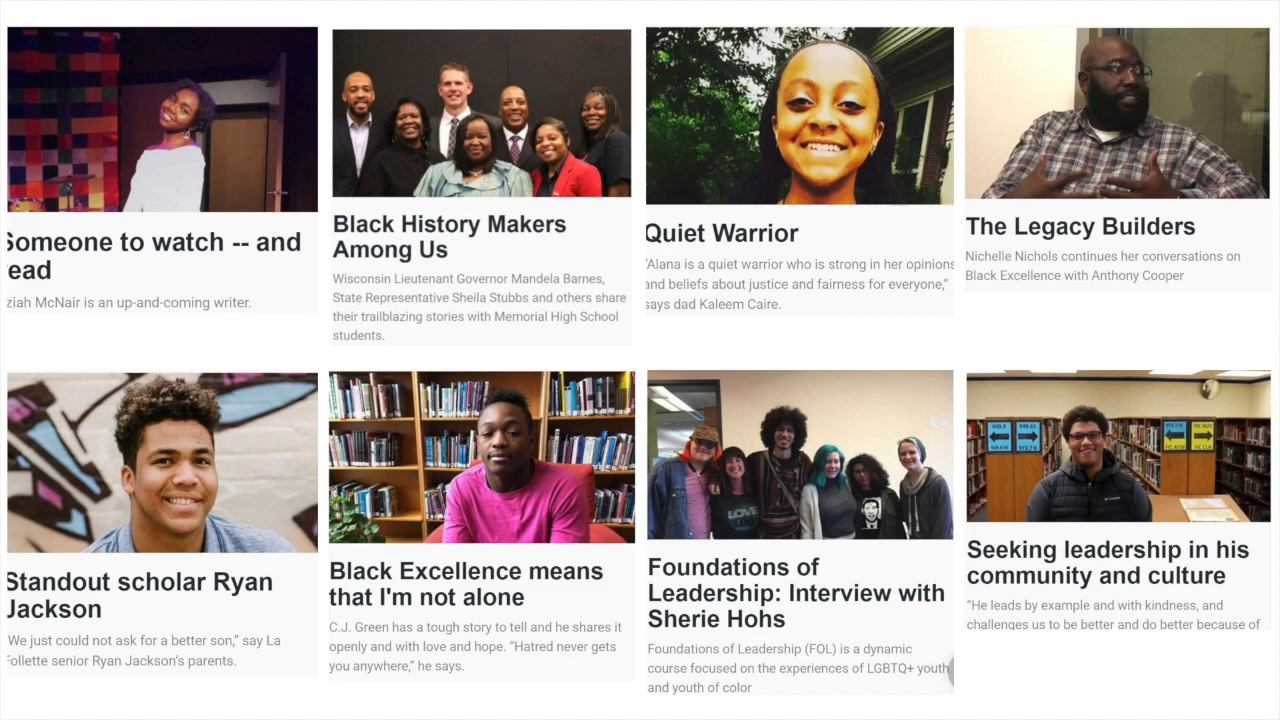 Someone to watch -- and
ead
ziah McNair is an up-and-coming writer.
Black History Makers
Among Us
Wisconsin Lieutenant Governor Mandela Barnes,
State Representative Sheila Stubbs and others share
their trailblazing stories with Memorial High School
students.
Quiet Warrior
"Alana is a quiet warrior who is strong in her opinions
and beliefs about justice and fairness for everyone,”
says dad Kaleem Caire.
The Legacy Builders
Nichelle Nichols continues her conversations on
Black Excellence with Anthony Cooper
Standout scholar Ryan
Jackson
"We just could not ask for a better son,” say La
Follette senior Ryan Jackson's parents.
Black Excellence means
that I'm not alone
C.J. Green has a tough story to tell and he shares it
openly and with love and hope. “Hatred never gets
you anywhere,” he says.
LOVE
Foundations of
Leadership: Interview with
Sherie Hohs
Foundations of Leadership (FOL) is a dynamic
course focused on the experiences of LGBTQ+ youth
and youth of color
Seeking leadership in his
community and culture
“He leads by example and with kindness, and
challenges us to be better and do better because of